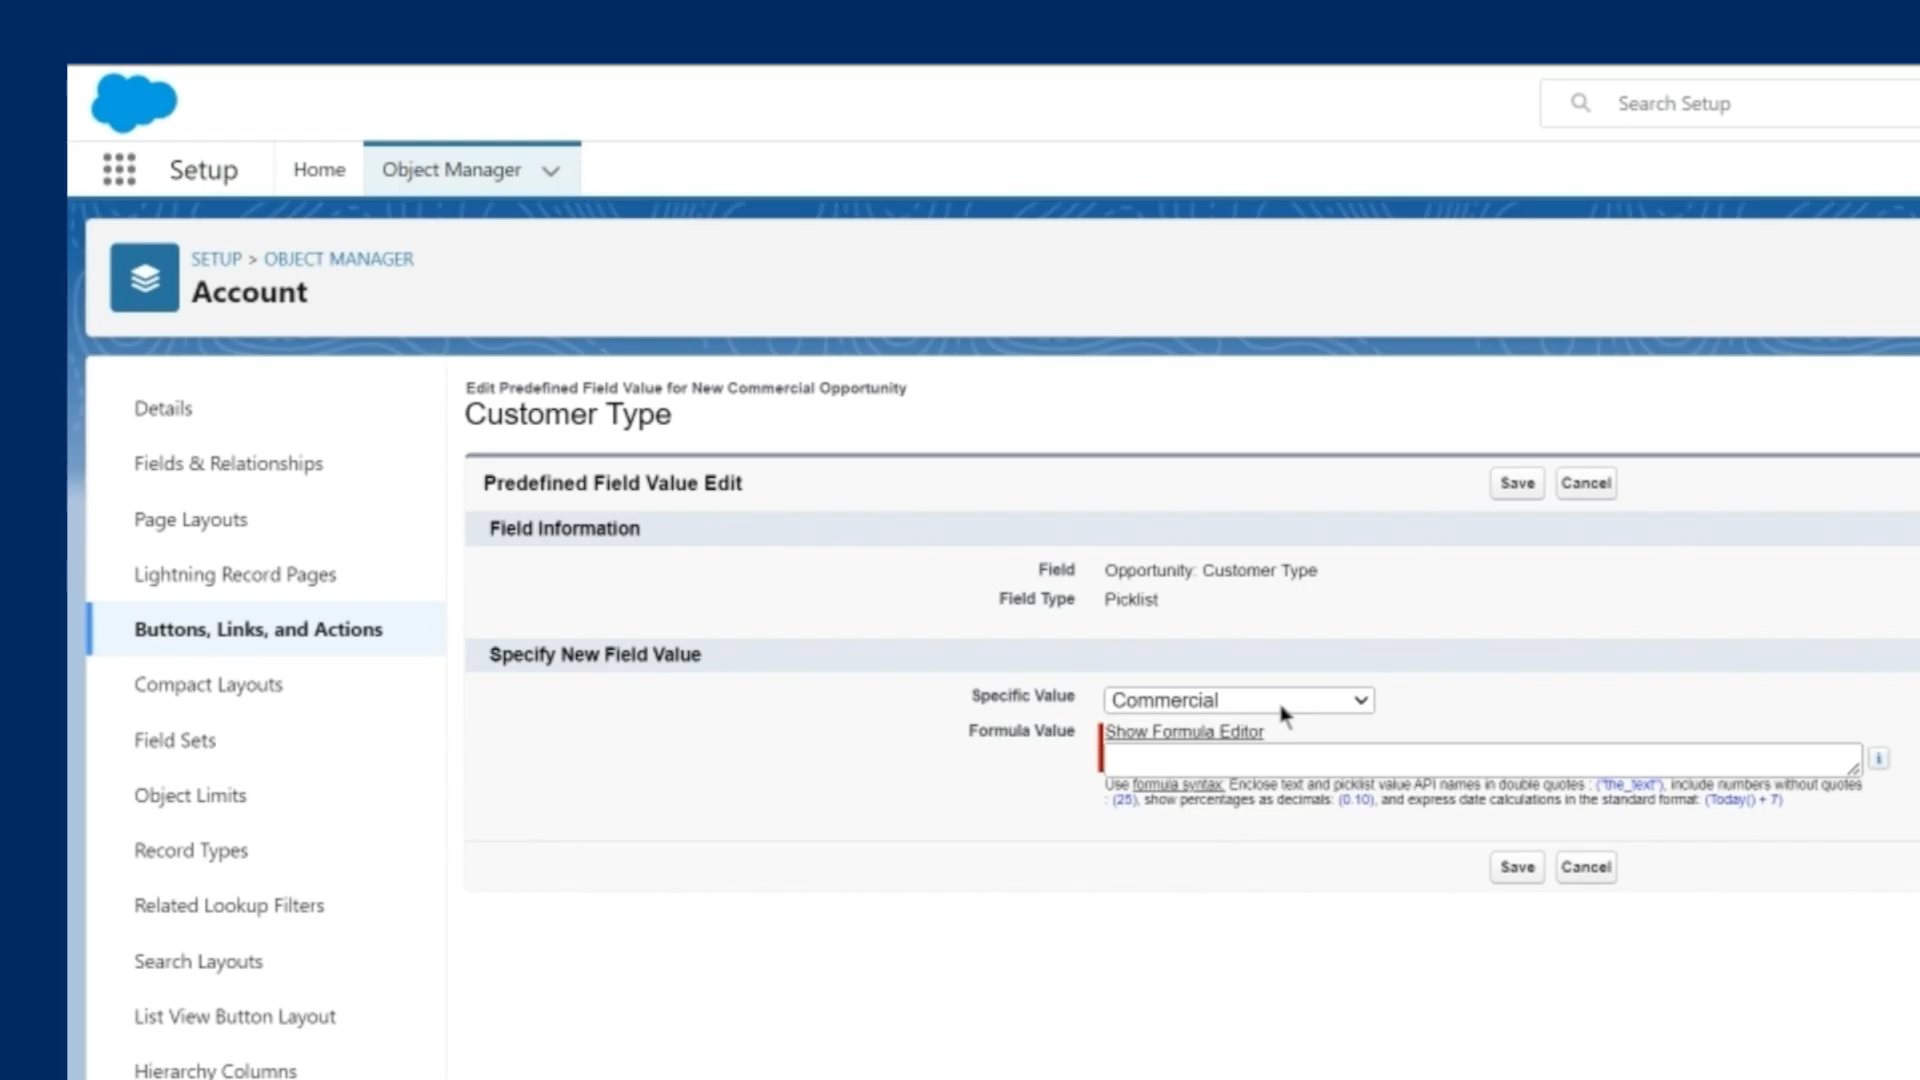 Search Setup
Setup
Home
Object Manager
SETUP > OBJECT MANAGER
Account
Details
Fields & Relationships
Page Layouts
Lightning Record Pages
Buttons, Links, and Actions
Compact Layouts
Field Sets
Object Limits
Record Types
Related Lookup Filters
Search Layouts
List View Button Layout
Hierarchy Columns
Edit Predefined Field Value for New Commercial Opportunity
Customer Type
Predefined Field Value Edit
Save
Cancel
Field Information
Field
Opportunity: Customer Type
Field Type
Picklist
Specify New Field Value
Specific Value
Commercial
Formula Value
Show Formula Editor
Use formula syntax: Enclose text and picklist value API names in double quotes : ("the_text"), include numbers without quotes
: (25), show percentages as decimals: (0.10), and express date calculations in the standard format: (Today() + 7)
Save
Cancel